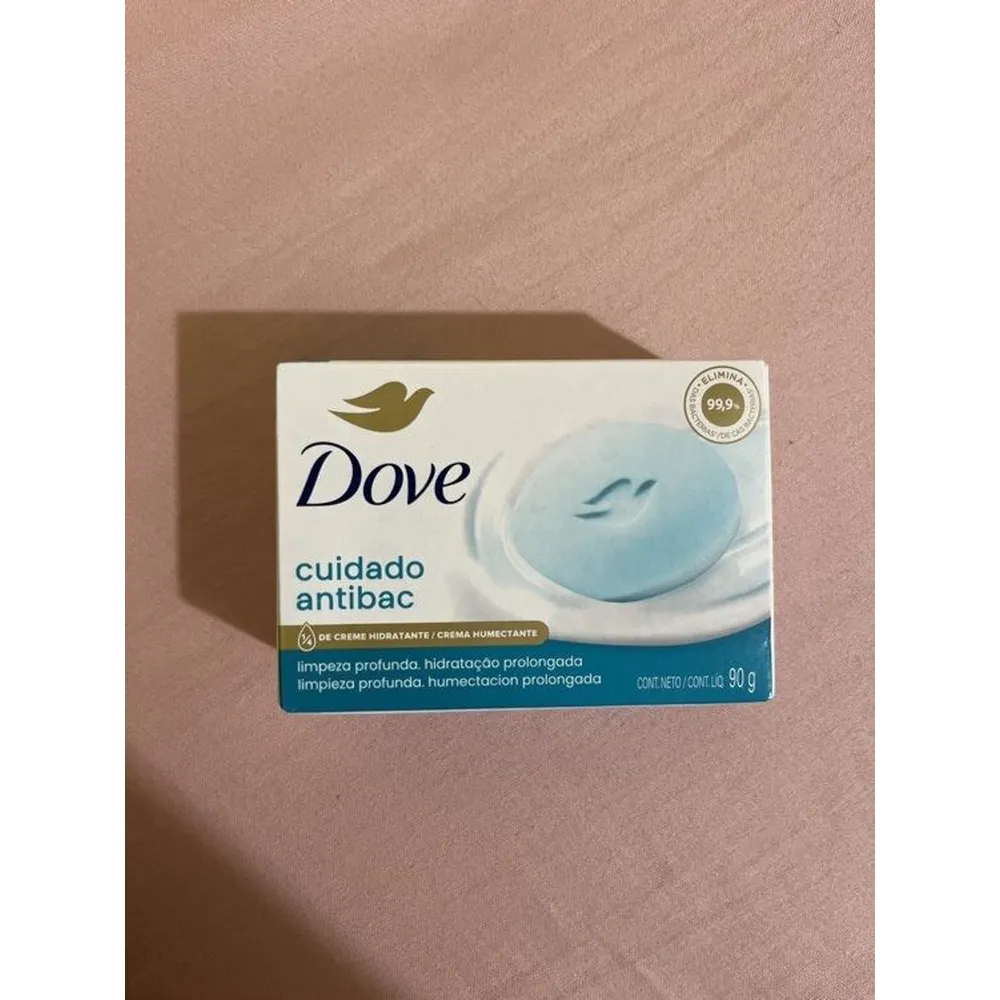 Dove
ELIMINA
99,9%
DAS BACTÉRIAS*/DE LAS BACTERIAS*
cuidado
antibac
1/4 DE CREME HIDRATANTE / CREMA HUMECTANTE
limpeza profunda. hidratação prolongada
limpieza profunda. humectacion prolongada
CONT. NETO / CONT. LÍQ. 90 g